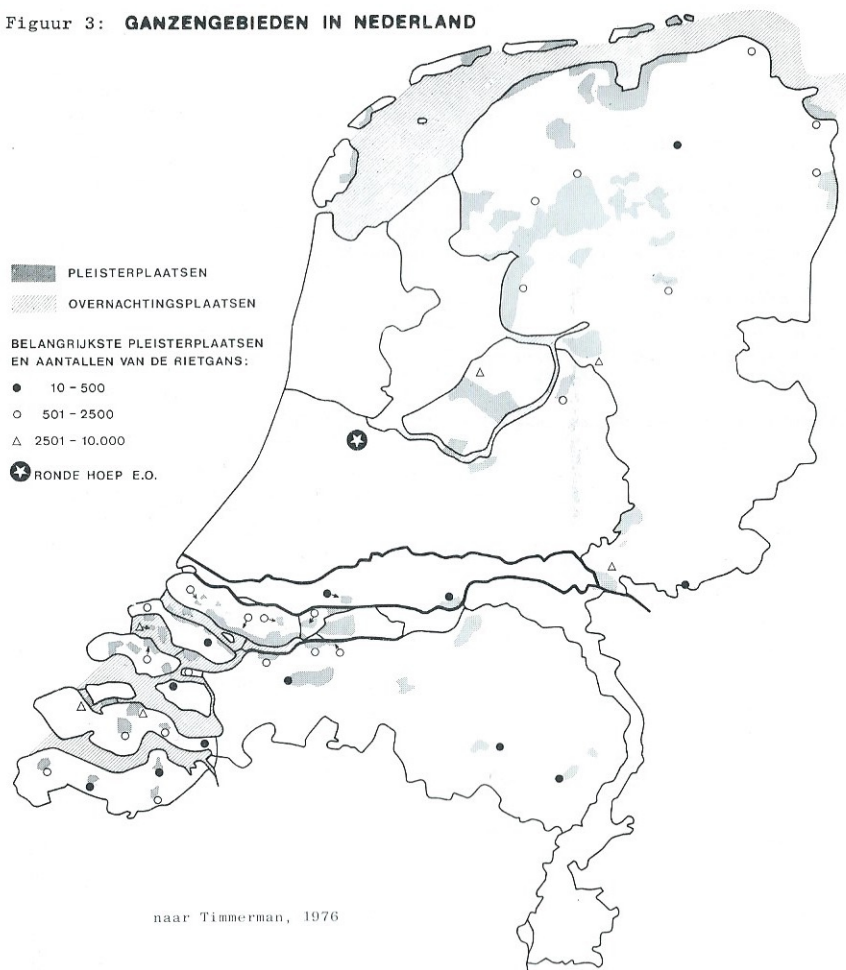 Figuur 3: GANZENGEBIEDEN IN NEDERLAND
PLEISTERPLAATSEN
OVERNACHTINGSPLAATSEN
BELANGRIJKSTE PLEISTERPLAATSEN
EN AANTALLEN VAN DE RIETGANS:
10 - 500
501 - 2500
2501 - 10.000
RONDE HOEP E.O.
naar Timmerman, 1976